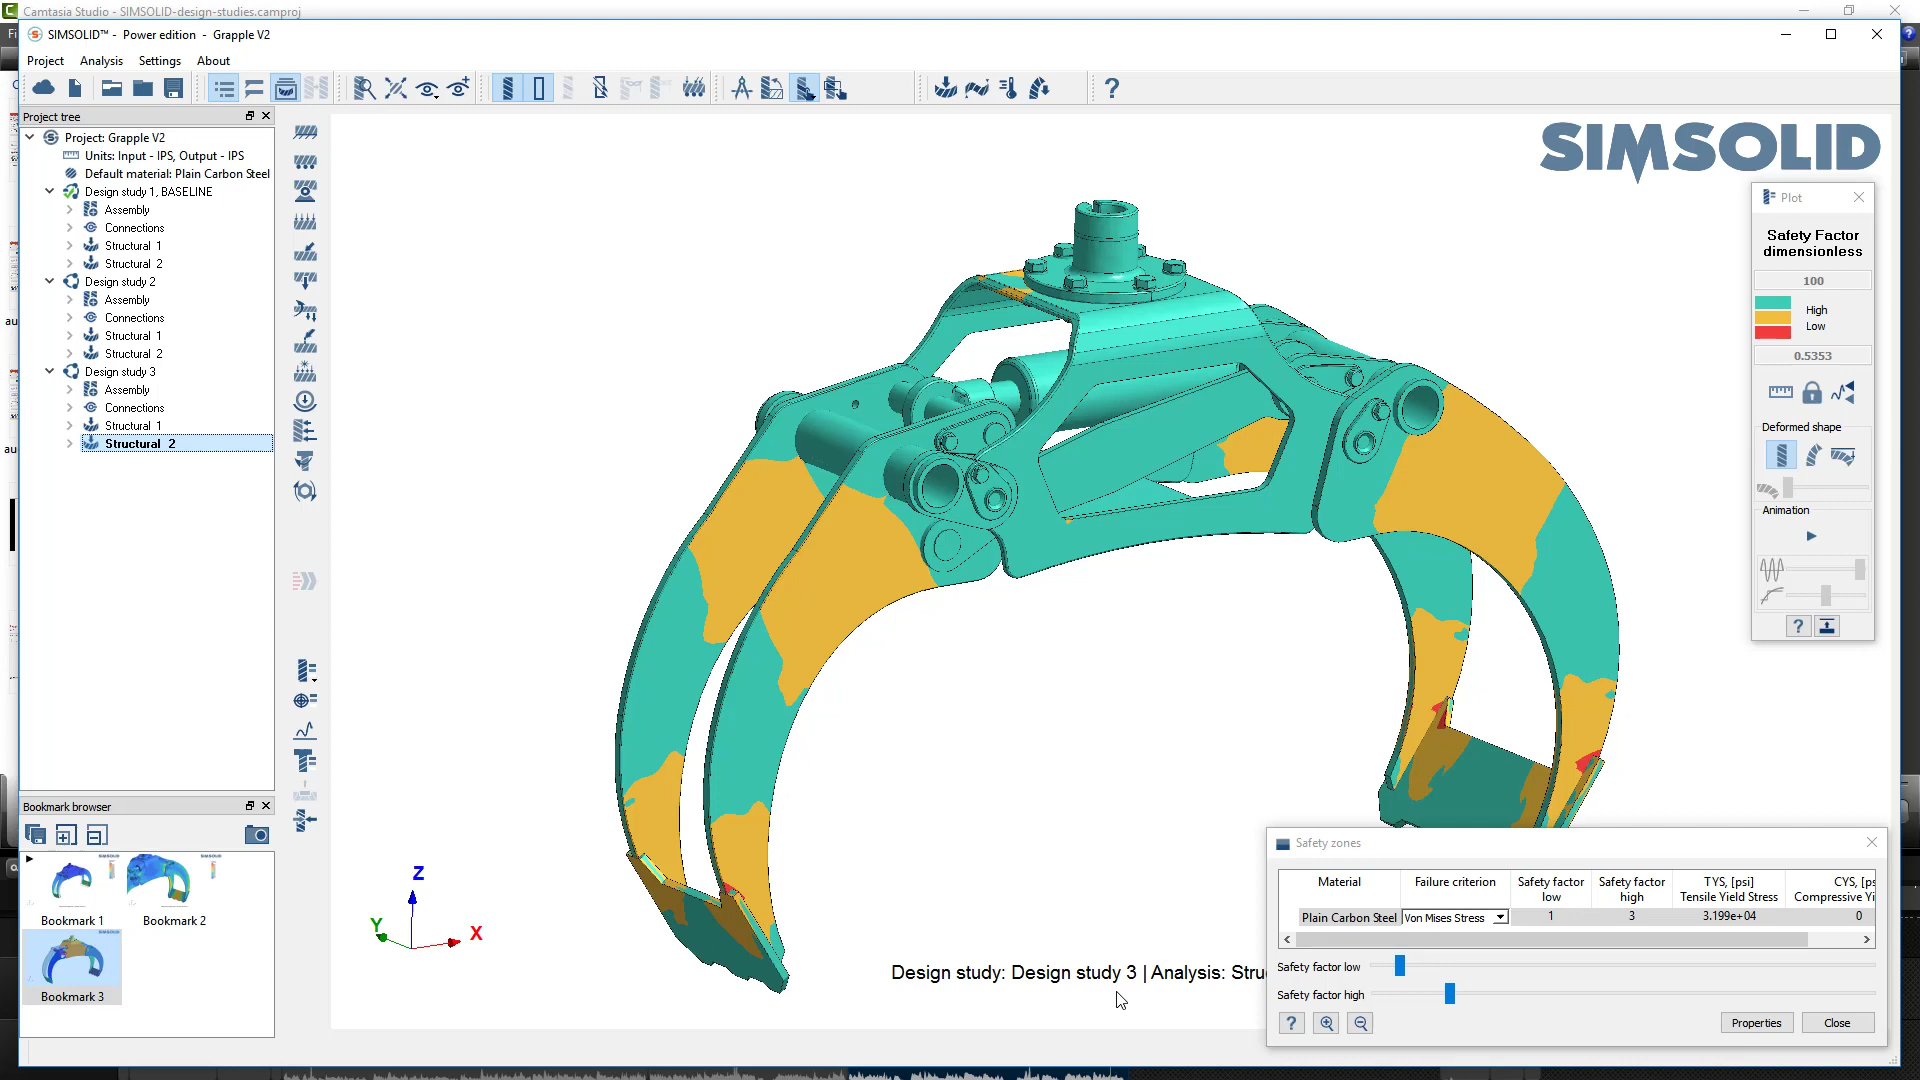 Camtasia Studio - SIMSOLID-design-studies.camproj
SIMSOLID™ - Power edition - Grapple V2
Project Analysis Settings About
Project tree
Project: Grapple V2
Units: Input - IPS, Output - IPS
Default material: Plain Carbon Steel
Design study 1, BASELINE
Assembly
Connections
Structural 1
Structural 2
Design study 2
Assembly
Connections
Structural 1
Structural 2
Design study 3
Assembly
Connections
Structural 1
Structural 2
SIMSOLID
Plot
Safety Factor
dimensionless
100
High
Low
0.5353
Deformed shape
Animation
Bookmark browser
Bookmark 1
Bookmark 2
Bookmark 3
Z
Y
X
Design study: Design study 3 | Analysis: Stru
Safety zones
Material Failure criterion Safety factor low Safety factor high TYS, [psi] Tensile Yield Stress CYS, [ps Compressive Yi
Plain Carbon Steel Von Mises Stress 1 3 3.199e+04 0
Safety factor low
Safety factor high
Properties Close